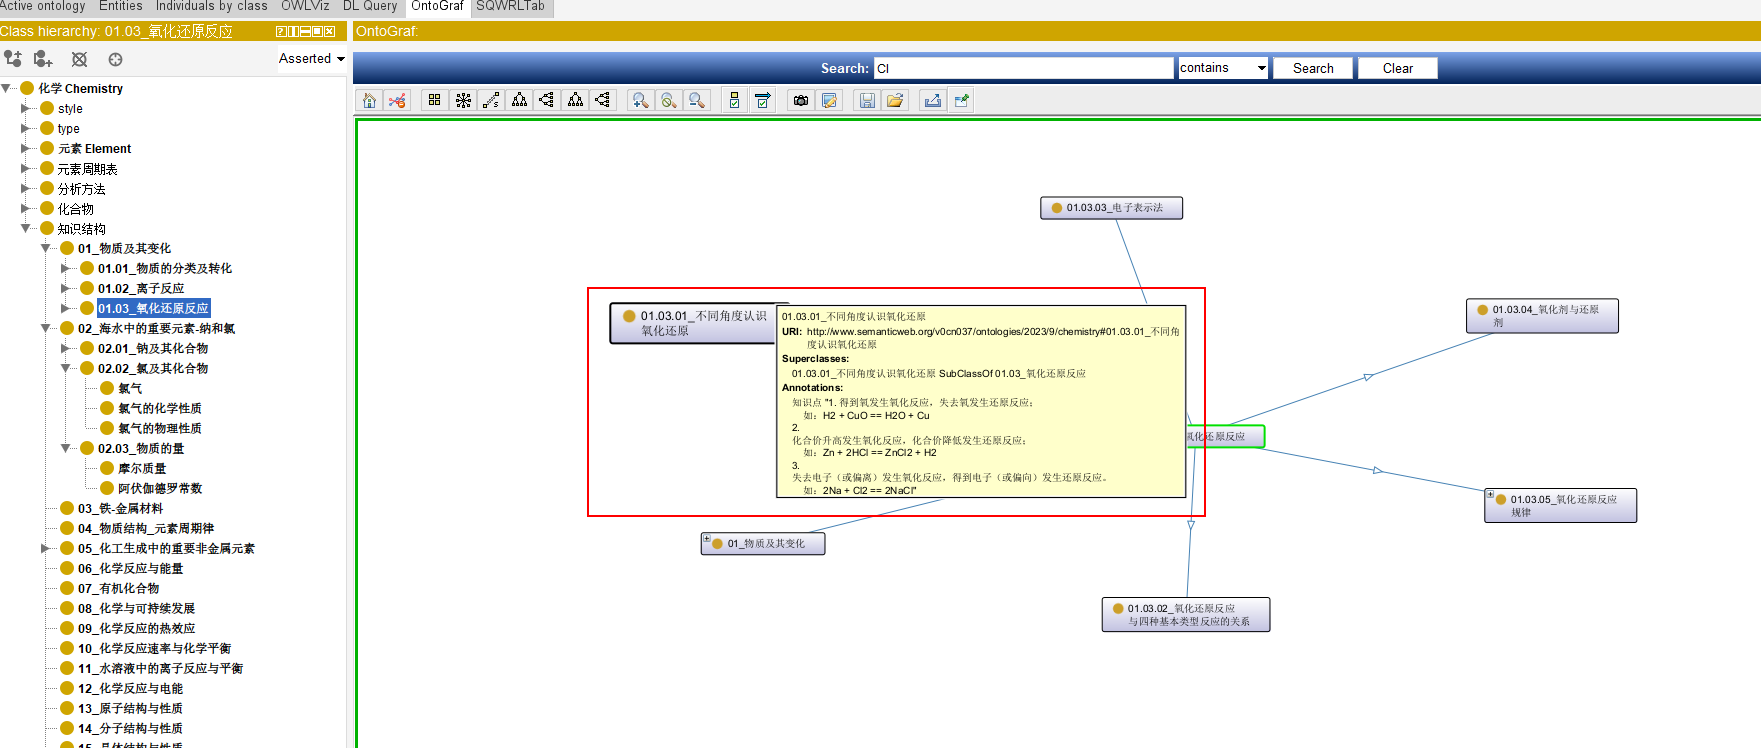 Active ontology Entities Individuals by class OWLViz DL Query OntoGraf SQWRLTab
Class hierarchy: 01.03_氧化还原反应
Asserted
化学 Chemistry
style
type
元素 Element
元素周期表
分析方法
化合物
知识结构
01_物质及其变化
01.01_物质的分类及转化
01.02_离子反应
01.03_氧化还原反应
02_海水中的重要元素-纳和氯
02.01_钠及其化合物
02.02_氯及其化合物
氯气
氯气的化学性质
氯气的物理性质
02.03_物质的量
摩尔质量
阿伏伽德罗常数
03_铁-金属材料
04_物质结构_元素周期律
05_化工生成中的重要非金属元素
06_化学反应与能量
07_有机化合物
08_化学与可持续发展
09_化学反应的热效应
10_化学反应速率与化学平衡
11_水溶液中的离子反应与平衡
12_化学反应与电能
13_原子结构与性质
14_分子结构与性质
15_晶体结构与性质
OntoGraf:
Search: Cl contains Search Clear
01.03.03_电子表示法
01.03.01_不同角度认识
氧化还原
01.03.01_不同角度认识氧化还原
URI: http://www.semanticweb.org/v0cn037/ontologies/2023/9/chemistry#01.03.01_不同角
度认识氧化还原
Superclasses:
01.03.01_不同角度认识氧化还原 SubClassOf 01.03_氧化还原反应
Annotations:
知识点 "1. 得到氧发生氧化反应，失去氧发生还原反应；
如：H2 + CuO == H2O + Cu
2.
化合价升高发生氧化反应，化合价降低发生还原反应；
如：Zn + 2HCl == ZnCl2 + H2
3.
失去电子（或偏离）发生氧化反应，得到电子（或偏向）发生还原反应。
如：2Na + Cl2 == 2NaCl"
01.03.04_氧化剂与还原
剂
氧化还原反应
01.03.05_氧化还原反应
规律
01_物质及其变化
01.03.02_氧化还原反应
与四种基本类型反应的关系